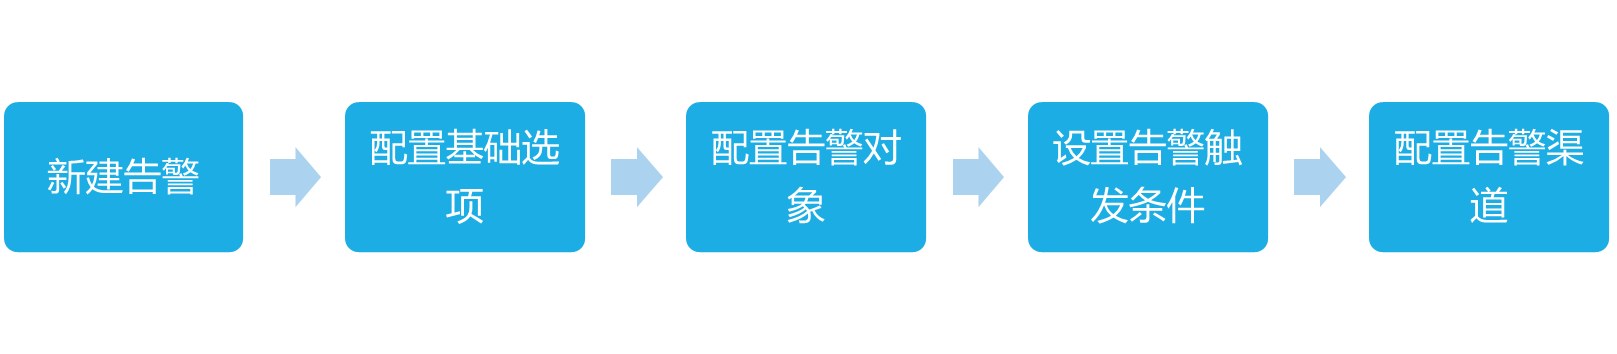 新建告警
配置基础选
项
配置告警对
象
设置告警触
发条件
配置告警渠
道